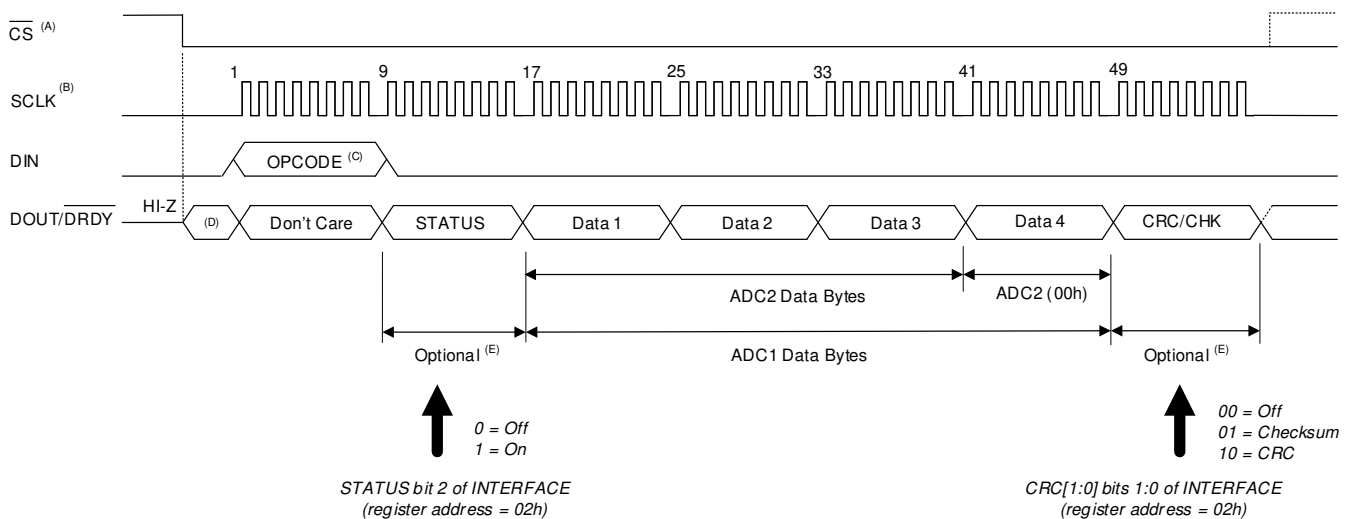 CS (A)
1 9 17 25 33 41 49
SCLK (B)
DIN OPCODE (C)
DOUT/DRDY HI-Z (D) Don't Care STATUS Data 1 Data 2 Data 3 Data 4 CRC/CHK
ADC2 Data Bytes ADC2 (00h)
Optional (E) ADC1 Data Bytes Optional (E)
0 = Off
1 = On
00 = Off
01 = Checksum
10 = CRC
STATUS bit 2 of INTERFACE
(register address = 02h)
CRC[1:0] bits 1:0 of INTERFACE
(register address = 02h)